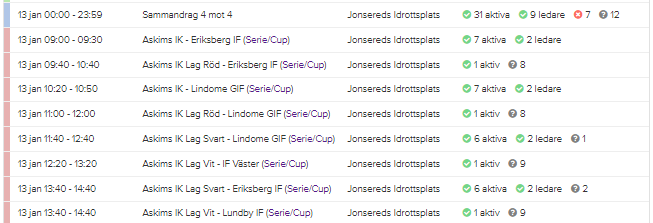 13 jan 00:00 - 23:59 Sammandrag 4 mot 4 Jonsereds Idrottsplats 31 aktiva 9 ledare 7 12
13 jan 09:00 - 09:30 Askims IK - Eriksberg IF (Serie/Cup) Jonsereds Idrottsplats 7 aktiva 2 ledare
13 jan 09:40 - 10:40 Askims IK Lag Röd - Eriksberg IF (Serie/Cup) Jonsereds Idrottsplats 1 aktiv 8
13 jan 10:20 - 10:50 Askims IK - Lindome GIF (Serie/Cup) Jonsereds Idrottsplats 7 aktiva 2 ledare
13 jan 11:00 - 12:00 Askims IK Lag Röd - Lindome GIF (Serie/Cup) Jonsereds Idrottsplats 1 aktiv 8
13 jan 11:40 - 12:40 Askims IK Lag Svart - Lindome GIF (Serie/Cup) Jonsereds Idrottsplats 6 aktiva 2 ledare 1
13 jan 12:20 - 13:20 Askims IK Lag Vit - IF Väster (Serie/Cup) Jonsereds Idrottsplats 1 aktiv 9
13 jan 13:40 - 14:40 Askims IK Lag Svart - Eriksberg IF (Serie/Cup) Jonsereds Idrottsplats 6 aktiva 2 ledare 2
13 jan 13:40 - 14:40 Askims IK Lag Vit - Lundby IF (Serie/Cup) Jonsereds Idrottsplats 1 aktiv 9